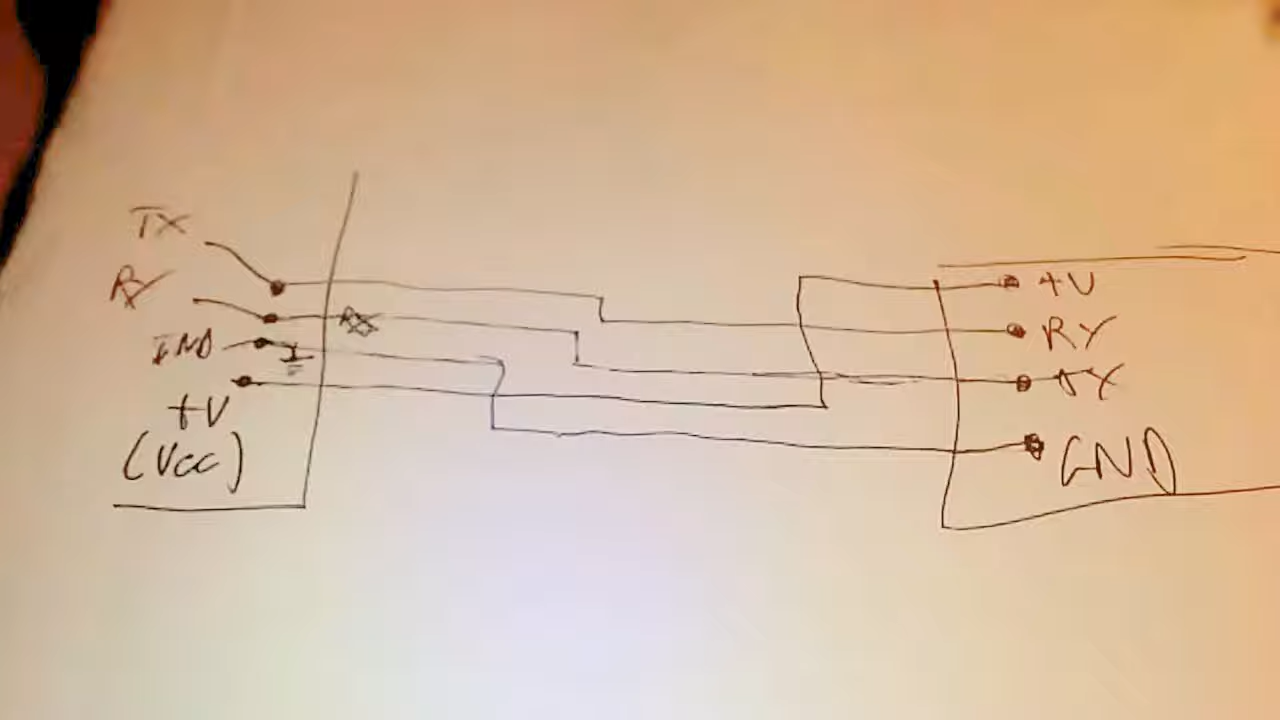 TX
RX
GND
+V
(Vcc)
+V
RX
TX
GND